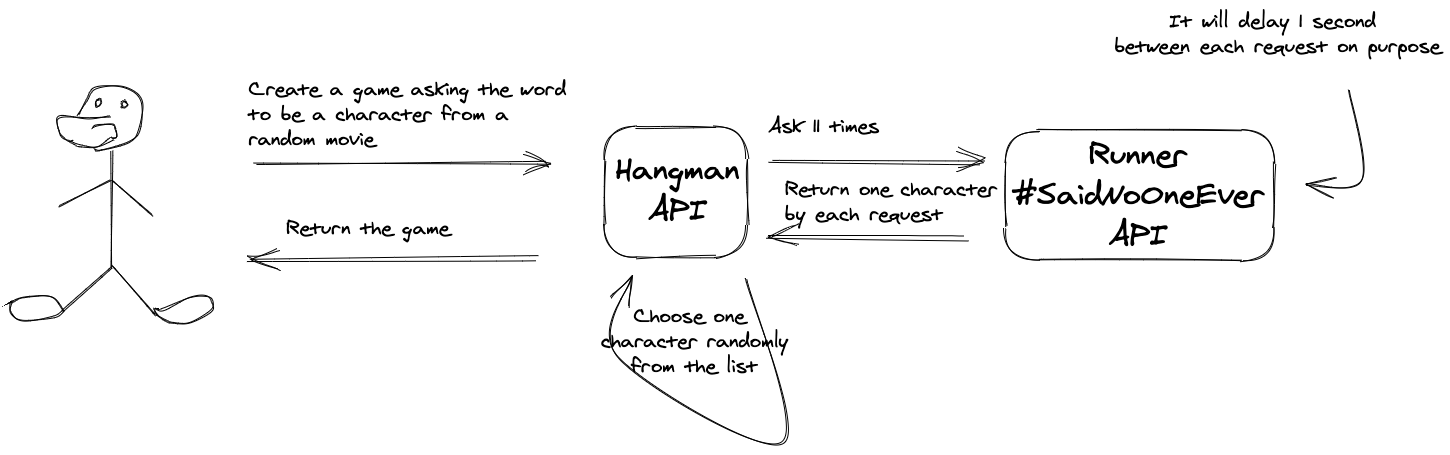 It will delay 1 second
between each request on purpose
Create a game asking the word
to be a character from a
random movie
Return the game
Hangman
API
Ask 11 times
Return one character
by each request
Runner
#SaidNoOneEver
API
Choose one
character randomly
from the list